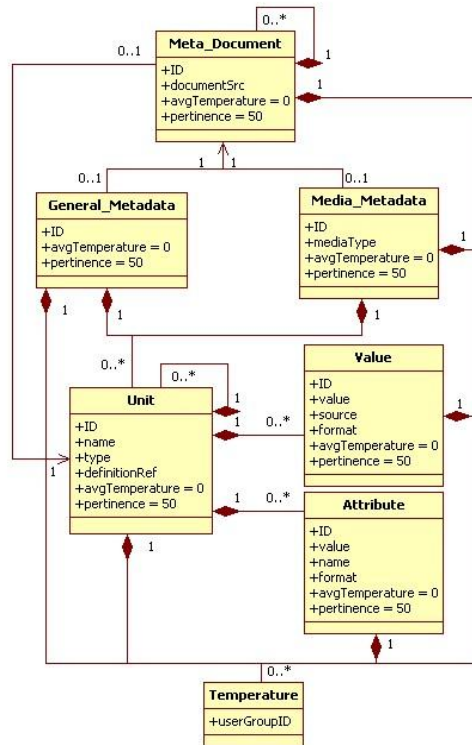 0..*
0..1
Meta_Document
1
+ID
+documentSrc
+avgTemperature = 0
+pertinence = 50
1
1
1
0..1
0..1
General_Metadata
+ID
+avgTemperature = 0
+pertinence = 50
Media_Metadata
+ID
+mediaType
+avgTemperature = 0
+pertinence = 50
1
1
1
1
0..*
0..*
Unit
+ID
+name
+type
+definitionRef
+avgTemperature = 0
+pertinence = 50
1
1
1
0..*
Value
+ID
+value
+source
+format
+avgTemperature = 0
+pertinence = 50
1
1
0..*
Attribute
+ID
+value
+name
+format
+avgTemperature = 0
+pertinence = 50
1
1
0..*
Temperature
+userGroupID